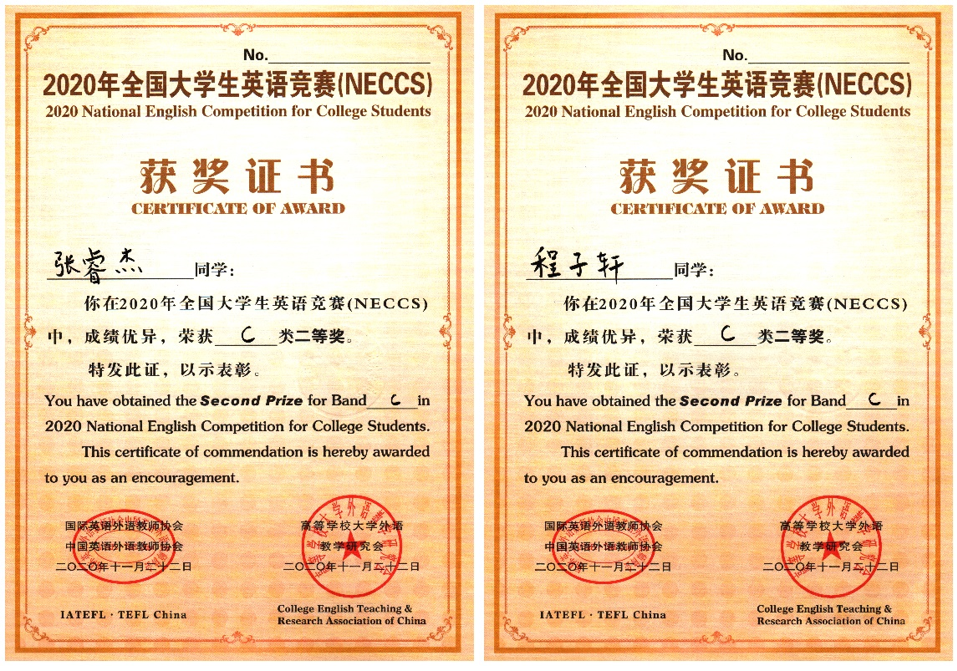 No.
2020年全国大学生英语竞赛(NECCS)
2020 National English Competition for College Students
获奖证书
CERTIFICATE OF AWARD
张睿杰同学：
你在2020年全国大学生英语竞赛(NECCS)
中，成绩优异，荣获 C 类二等奖。
特发此证，以示表彰。
You have obtained the Second Prize for Band C in
2020 National English Competition for College Students.
This certificate of commendation is hereby awarded
to you as an encouragement.
国际英语外语教师协会
中国英语外语教师协会
二〇二〇年十一月二十二日
IATEFL · TEFL China
高等学校大学外语
教学研究会
二〇二〇年十一月二十二日
College English Teaching &
Research Association of China
No.
2020年全国大学生英语竞赛(NECCS)
2020 National English Competition for College Students
获奖证书
CERTIFICATE OF AWARD
程子轩同学：
你在2020年全国大学生英语竞赛(NECCS)
中，成绩优异，荣获 C 类二等奖。
特发此证，以示表彰。
You have obtained the Second Prize for Band C in
2020 National English Competition for College Students.
This certificate of commendation is hereby awarded
to you as an encouragement.
国际英语外语教师协会
中国英语外语教师协会
二〇二〇年十一月二十二日
IATEFL · TEFL China
高等学校大学外语
教学研究会
二〇二〇年十一月二十二日
College English Teaching &
Research Association of China